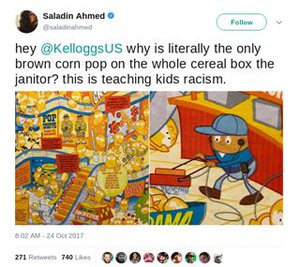 Saladin Ahmed
@saladinahmed
Follow
hey @KelloggsUS why is literally the only
brown corn pop on the whole cereal box the
janitor? this is teaching kids racism.
POP
8:02 AM - 24 Oct 2017
271 Retweets 740 Likes